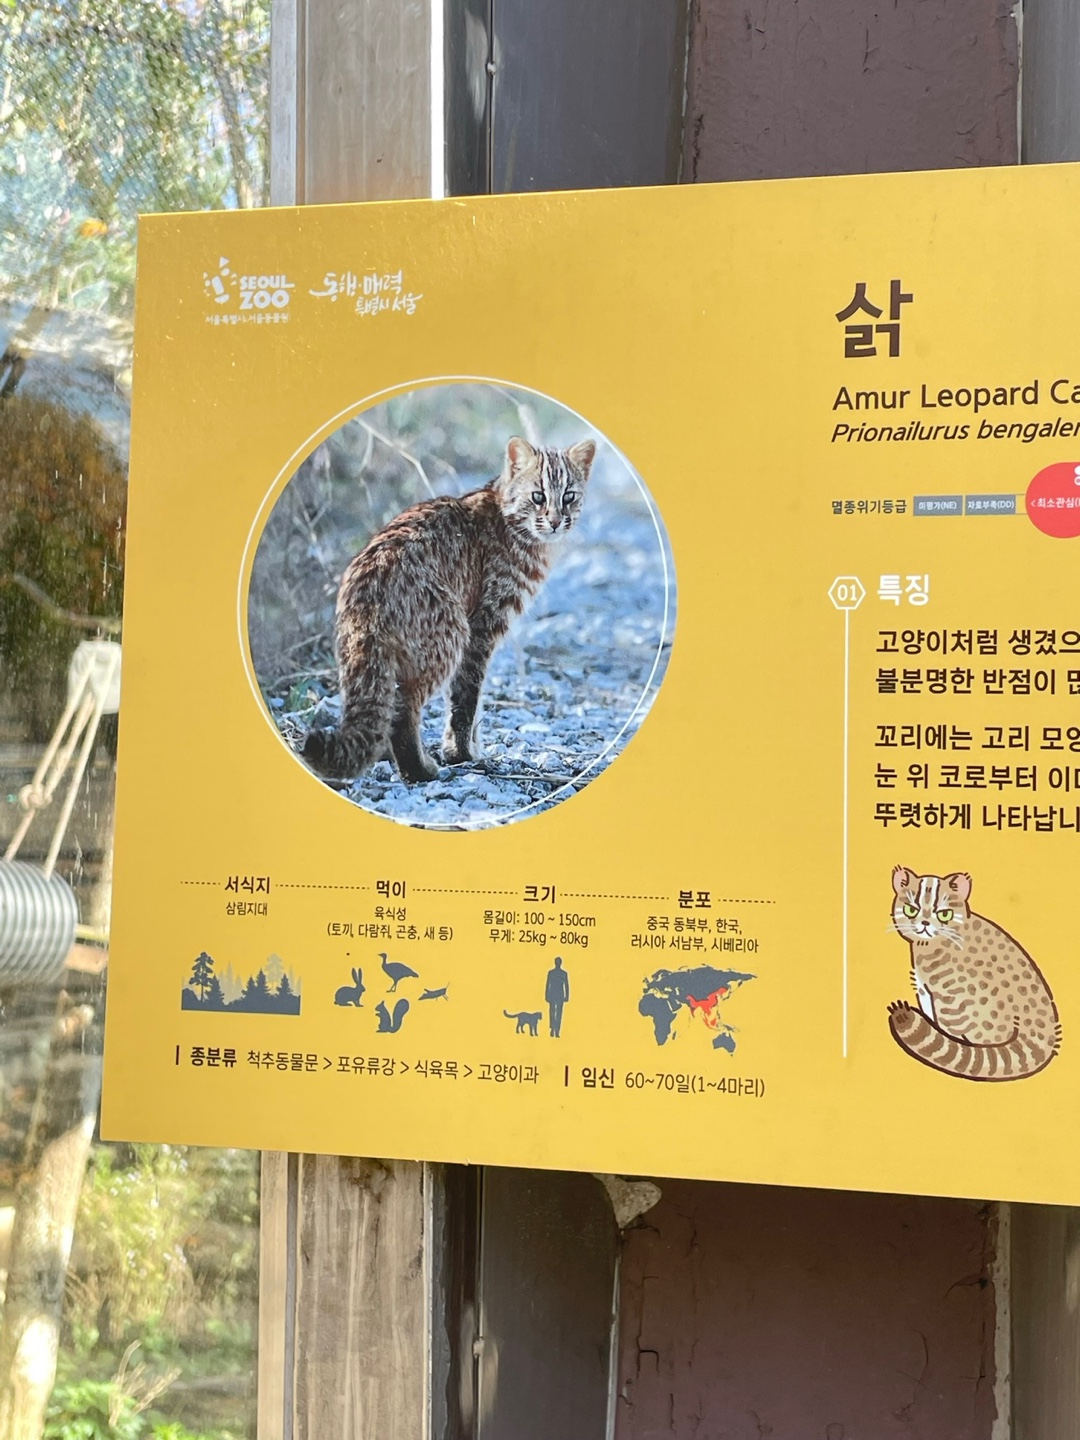 SEOUL
ZOO
서울특별시 서울동물원
동행·매력
특별시 서울
삵
Amur Leopard Ca
Prionailurus bengalen
멸종위기등급 미평가(NE) 자료부족(DD) <최소관심(
01 특징
고양이처럼 생겼으
불분명한 반점이 많
꼬리에는 고리 모양
눈 위 코로부터 이마
뚜렷하게 나타납니
서식지
삼림지대
먹이
육식성
(토끼, 다람쥐, 곤충, 새 등)
크기
몸길이: 100 ~ 150cm
무게: 25kg ~ 80kg
분포
중국 동북부, 한국,
러시아 서남부, 시베리아
종분류 척추동물문 > 포유류강 > 식육목 > 고양이과
임신 60~70일(1~4마리)